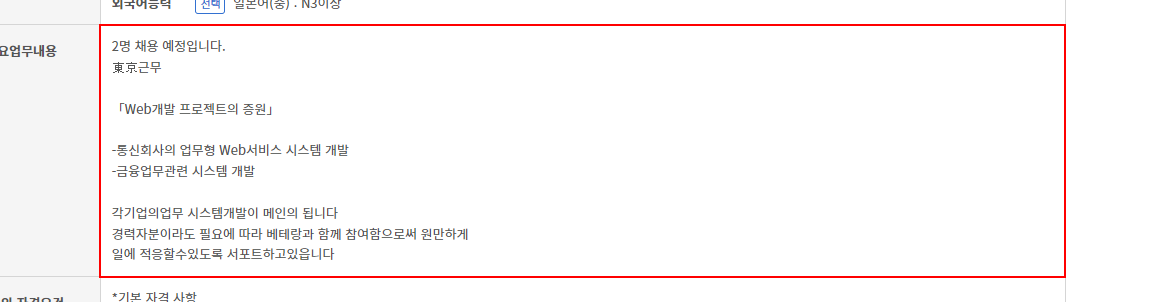 외국어능력 선택 일본어(중) : N3이상
요업무내용
2명 채용 예정입니다.
東京근무
「Web개발 프로젝트의 증원」
-통신회사의 업무형 Web서비스 시스템 개발
-금융업무관련 시스템 개발
각기업의업무 시스템개발이 메인의 됩니다
경력자분이라도 필요에 따라 베테랑과 함께 참여함으로써 원만하게
일에 적응할수있도록 서포트하고있읍니다
자격요건
*기본 자격 사항